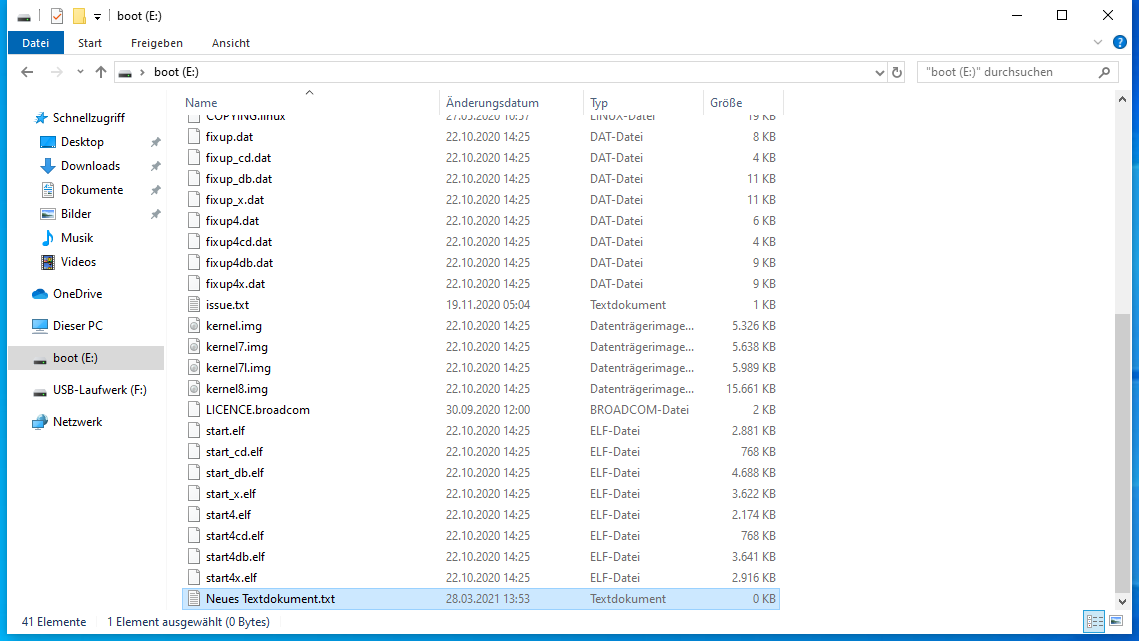 boot (E:)
Datei Start Freigeben Ansicht
boot (E:) "boot (E:)" durchsuchen
Schnellzugriff
Desktop
Downloads
Dokumente
Bilder
Musik
Videos
OneDrive
Dieser PC
boot (E:)
USB-Laufwerk (F:)
Netzwerk
Name Änderungsdatum Typ Größe
COPYING.linux 27.05.2020 10:57 LINUX-Datei 19 KB
fixup.dat 22.10.2020 14:25 DAT-Datei 8 KB
fixup_cd.dat 22.10.2020 14:25 DAT-Datei 4 KB
fixup_db.dat 22.10.2020 14:25 DAT-Datei 11 KB
fixup_x.dat 22.10.2020 14:25 DAT-Datei 11 KB
fixup4.dat 22.10.2020 14:25 DAT-Datei 6 KB
fixup4cd.dat 22.10.2020 14:25 DAT-Datei 4 KB
fixup4db.dat 22.10.2020 14:25 DAT-Datei 9 KB
fixup4x.dat 22.10.2020 14:25 DAT-Datei 9 KB
issue.txt 19.11.2020 05:04 Textdokument 1 KB
kernel.img 22.10.2020 14:25 Datenträgerimage... 5.326 KB
kernel7.img 22.10.2020 14:25 Datenträgerimage... 5.638 KB
kernel7l.img 22.10.2020 14:25 Datenträgerimage... 5.989 KB
kernel8.img 22.10.2020 14:25 Datenträgerimage... 15.661 KB
LICENCE.broadcom 30.09.2020 12:00 BROADCOM-Datei 2 KB
start.elf 22.10.2020 14:25 ELF-Datei 2.881 KB
start_cd.elf 22.10.2020 14:25 ELF-Datei 768 KB
start_db.elf 22.10.2020 14:25 ELF-Datei 4.688 KB
start_x.elf 22.10.2020 14:25 ELF-Datei 3.622 KB
start4.elf 22.10.2020 14:25 ELF-Datei 2.174 KB
start4cd.elf 22.10.2020 14:25 ELF-Datei 768 KB
start4db.elf 22.10.2020 14:25 ELF-Datei 3.641 KB
start4x.elf 22.10.2020 14:25 ELF-Datei 2.916 KB
Neues Textdokument.txt 28.03.2021 13:53 Textdokument 0 KB
41 Elemente 1 Element ausgewählt (0 Bytes)